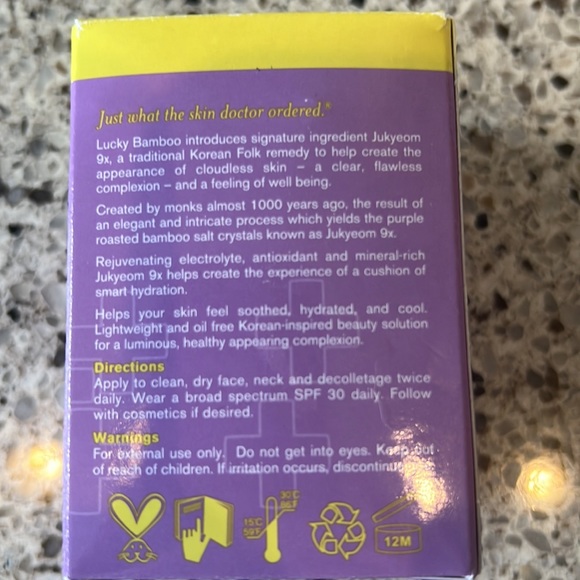 Just what the skin doctor ordered.®
Lucky Bamboo introduces signature ingredient Jukyeom
9x, a traditional Korean Folk remedy to help create the
appearance of cloudless skin – a clear, flawless
complexion – and a feeling of well being.
Created by monks almost 1000 years ago, the result of
an elegant and intricate process which yields the purple
roasted bamboo salt crystals known as Jukyeom 9x.
Rejuvenating electrolyte, antioxidant and mineral-rich
Jukyeom 9x helps create the experience of a cushion of
smart hydration.
Helps your skin feel soothed, hydrated, and cool.
Lightweight and oil free Korean-inspired beauty solution
for a luminous, healthy appearing complexion.
Directions
Apply to clean, dry face, neck and decolletage twice
daily. Wear a broad spectrum SPF 30 daily. Follow
with cosmetics if desired.
Warnings
For external use only. Do not get into eyes. Keep out
of reach of children. If irritation occurs, discontinue
30°C
86°F
15°C
59°F
12M